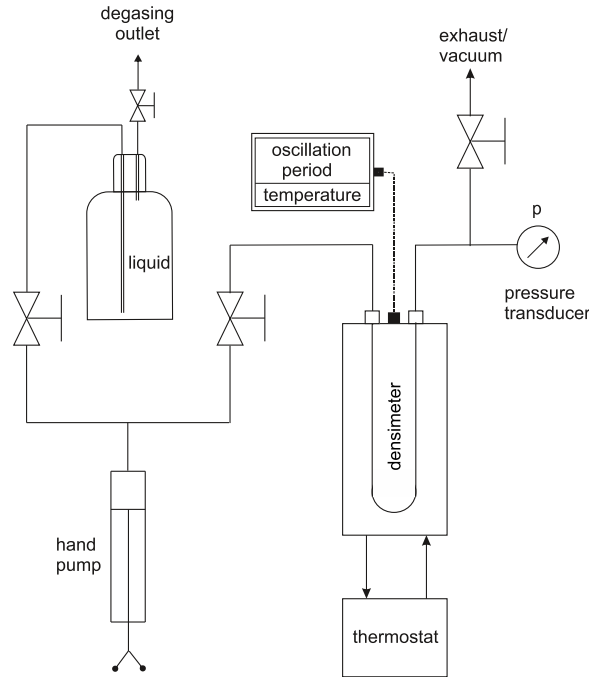 degasing
outlet
exhaust/
vacuum
oscillation
period
temperature
liquid
p
pressure
transducer
densimeter
hand
pump
thermostat